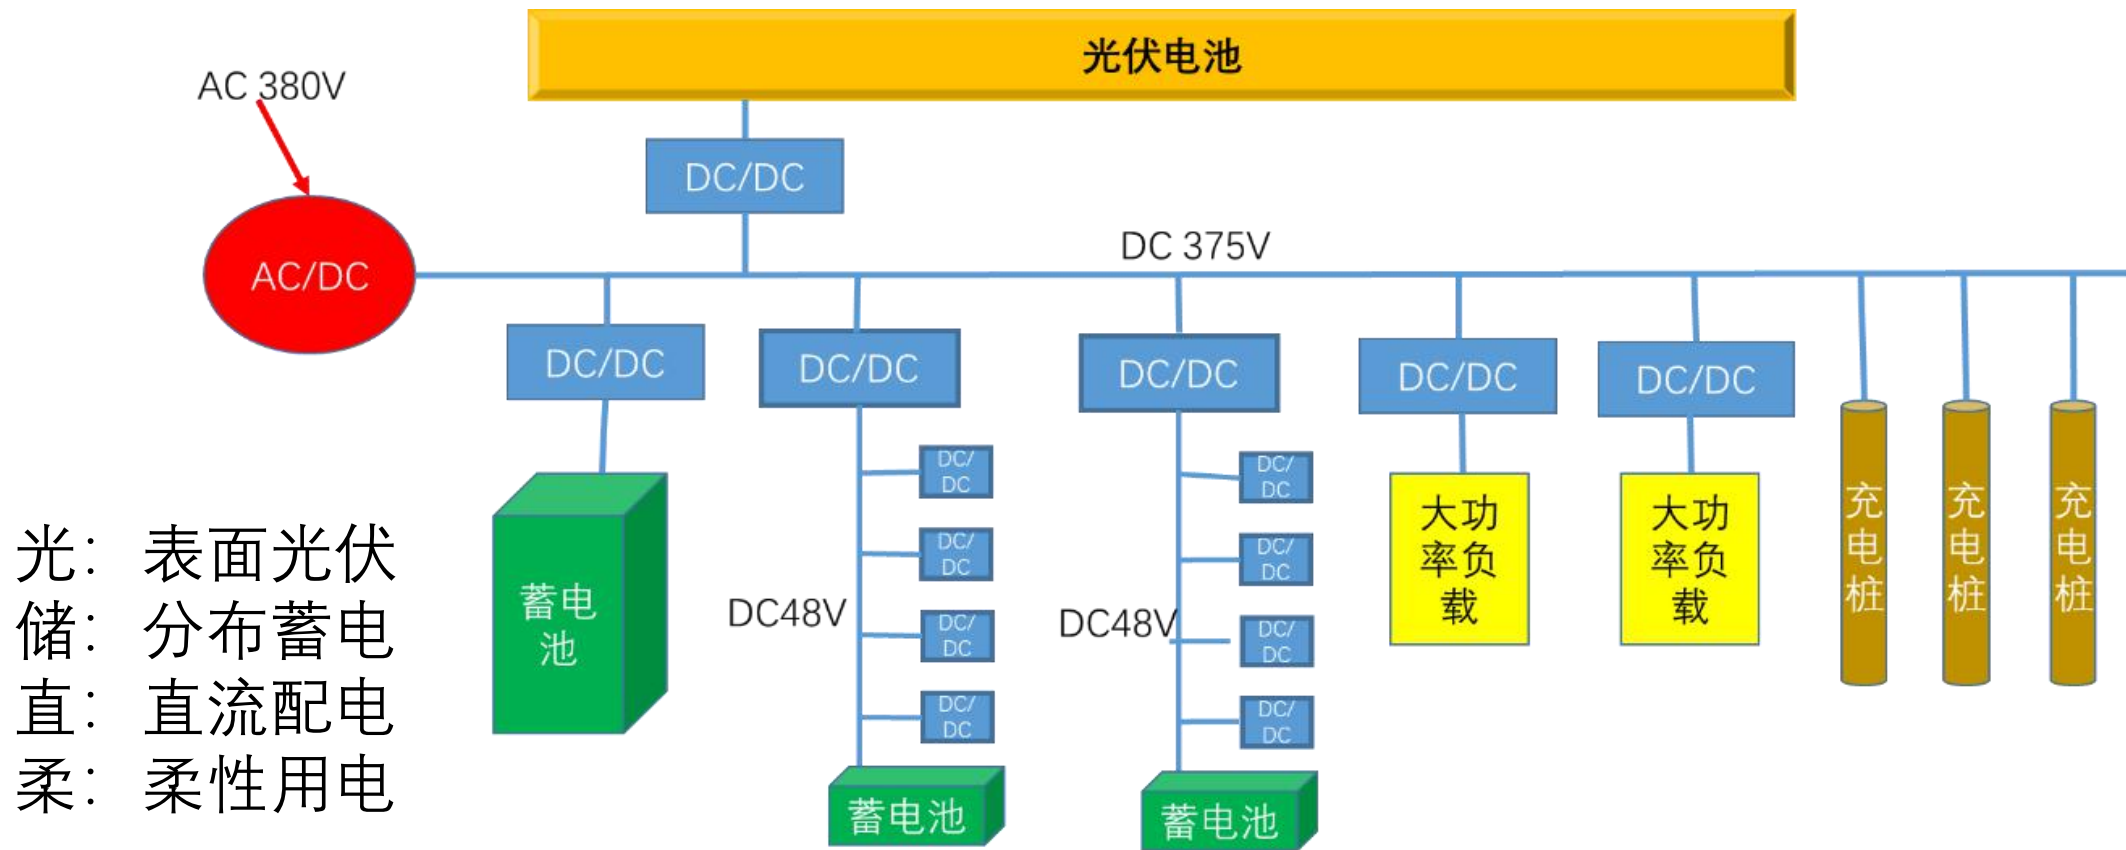 光伏电池
AC 380V
DC/DC
DC 375V
AC/DC
DC/DC
DC/DC
DC/DC
DC/DC
DC/DC
DC/
DC
DC/
DC
DC/
DC
DC/
DC
DC/
DC
DC/
DC
DC/
DC
DC/
DC
DC48V
DC48V
大功
率负
载
大功
率负
载
充
电
桩
充
电
桩
充
电
桩
蓄电
池
蓄电池
蓄电池
光：表面光伏
储：分布蓄电
直：直流配电
柔：柔性用电